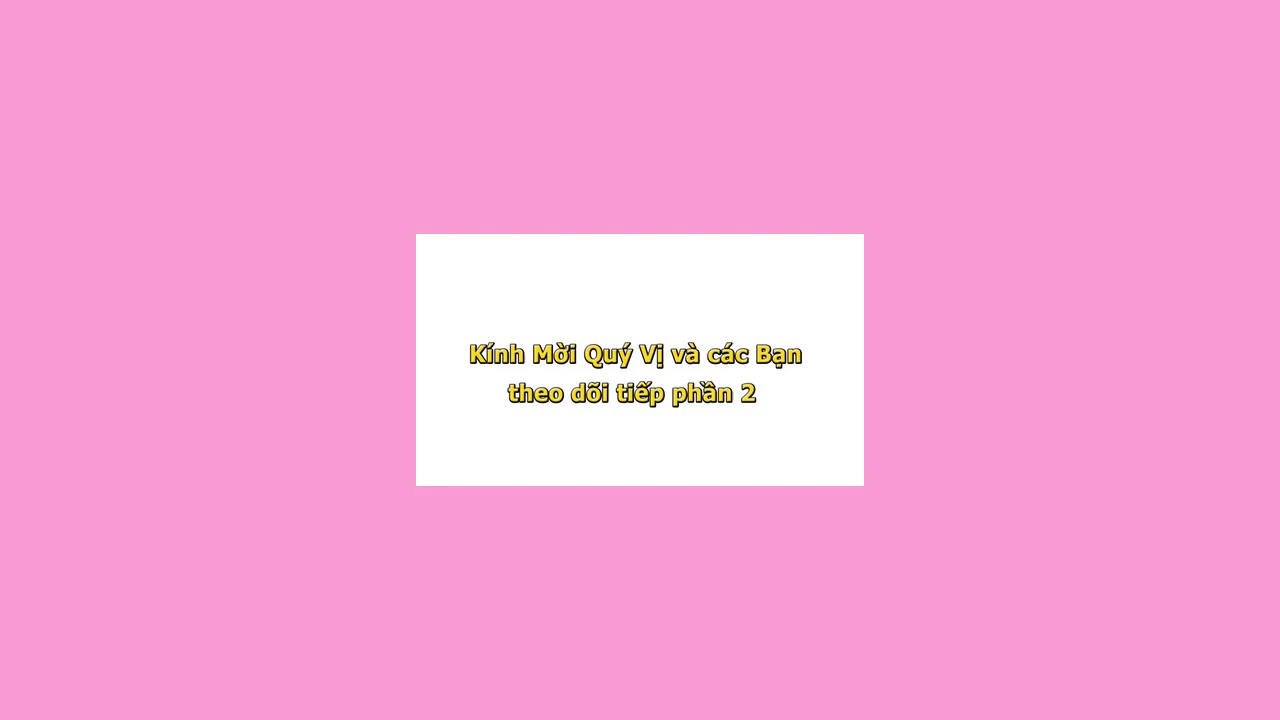 Kính Mời Quý Vị và các Bạn
theo dõi tiếp phần 2